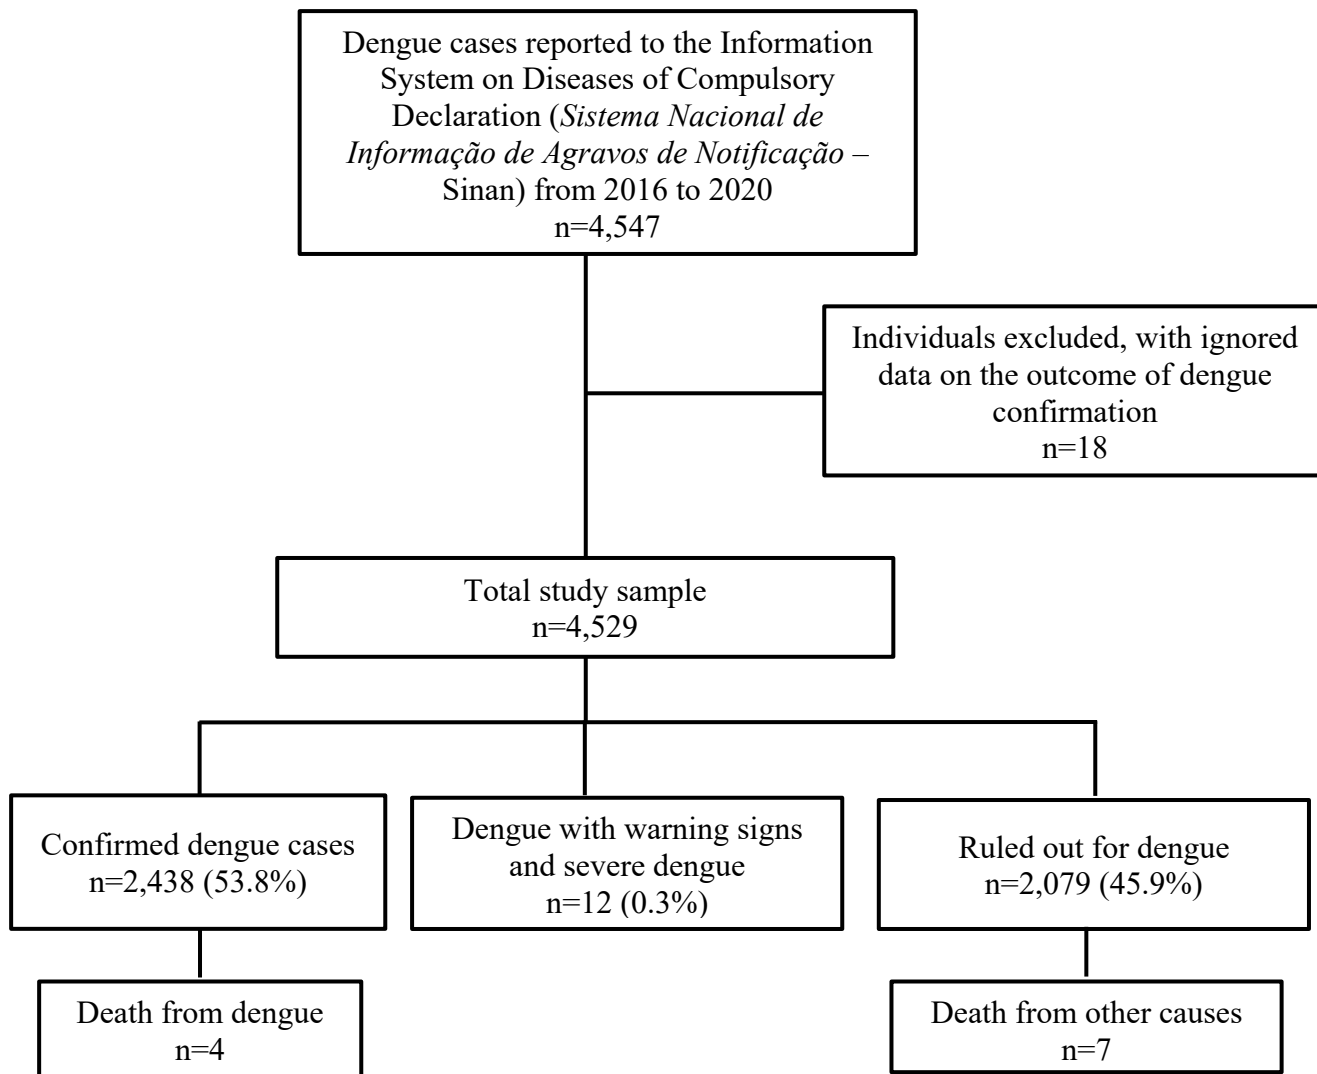 Dengue cases reported to the Information
System on Diseases of Compulsory
Declaration (Sistema Nacional de
Informação de Agravos de Notificação –
Sinan) from 2016 to 2020
n=4,547
Individuals excluded, with ignored
data on the outcome of dengue
confirmation
n=18
Total study sample
n=4,529
Confirmed dengue cases
n=2,438 (53.8%)
Dengue with warning signs
and severe dengue
n=12 (0.3%)
Ruled out for dengue
n=2,079 (45.9%)
Death from dengue
n=4
Death from other causes
n=7